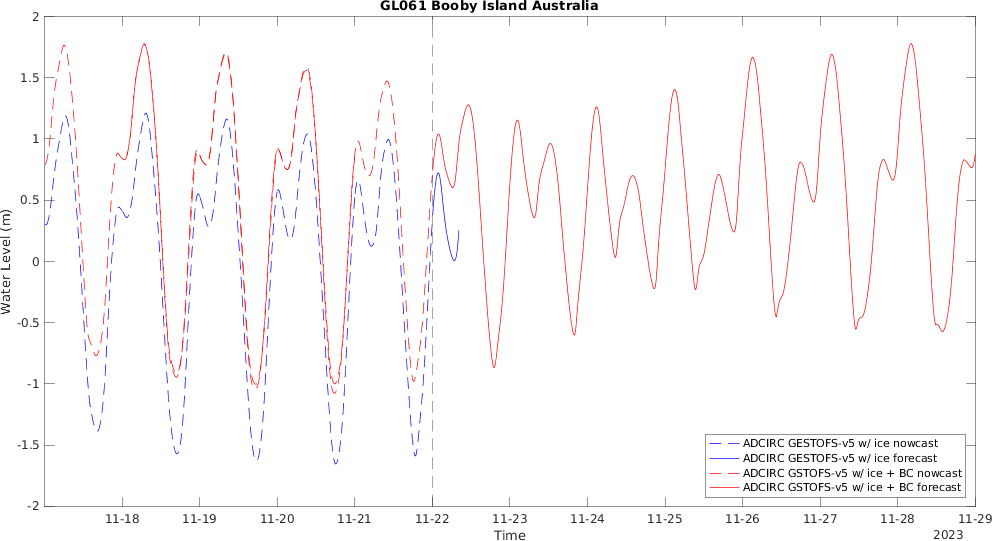 GL061 Booby Island Australia
Water Level (m)
2
1.5
1
0.5
0
-0.5
-1
-1.5
-2
ADCIRC GESTOFS-v5 w/ ice nowcast
ADCIRC GESTOFS-v5 w/ ice forecast
ADCIRC GSTOFS-v5 w/ ice + BC nowcast
ADCIRC GSTOFS-v5 w/ ice + BC forecast
11-18 11-19 11-20 11-21 11-22 11-23 11-24 11-25 11-26 11-27 11-28 11-29
Time
2023